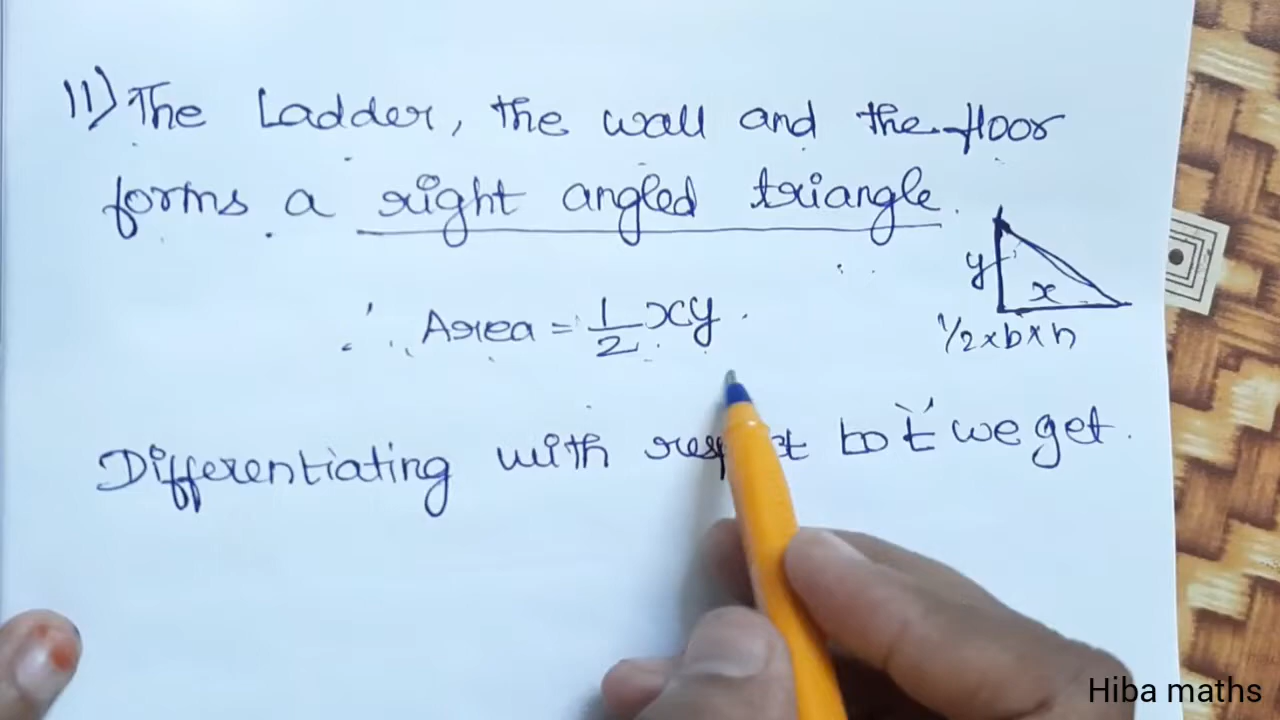 11) The Ladder, the wall and the floor
forms a right angled triangle.
y
x
1/2 x b x h
∴ Area = 1/2 xy.
Differentiating with respect to 't' we get.
Hiba maths